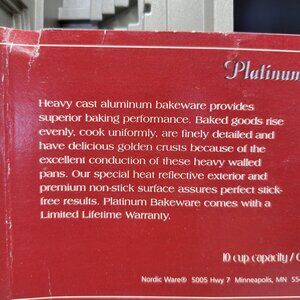 Platinum
Heavy cast aluminum bakeware provides
superior baking performance. Baked goods rise
evenly, cook uniformly, are finely detailed and
have delicious golden crusts because of the
excellent conduction of these heavy walled
pans. Our special heat reflective exterior and
premium non-stick surface assures perfect stick-
free results. Platinum Bakeware comes with a
Limited Lifetime Warranty.
10 cup capacity /
Nordic Ware® 5005 Hwy 7 Minneapolis, MN